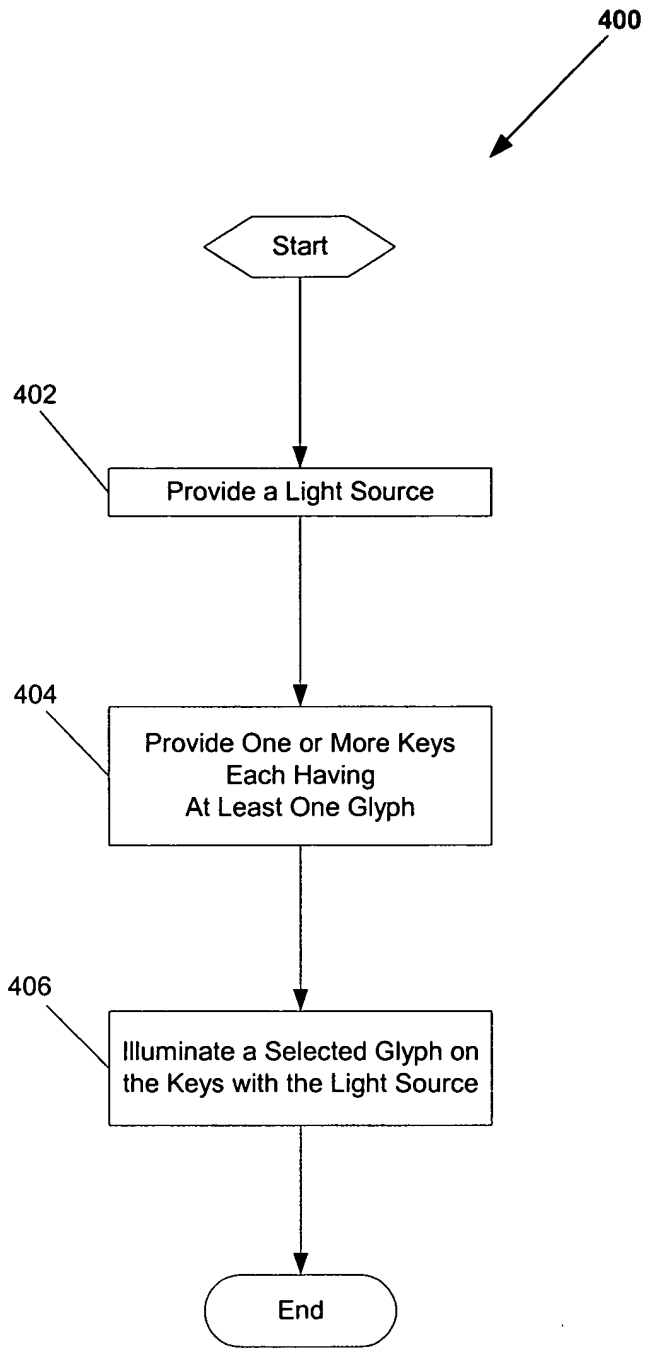 400
Start
402
Provide a Light Source
404
Provide One or More Keys
Each Having
At Least One Glyph
406
Illuminate a Selected Glyph on
the Keys with the Light Source
End